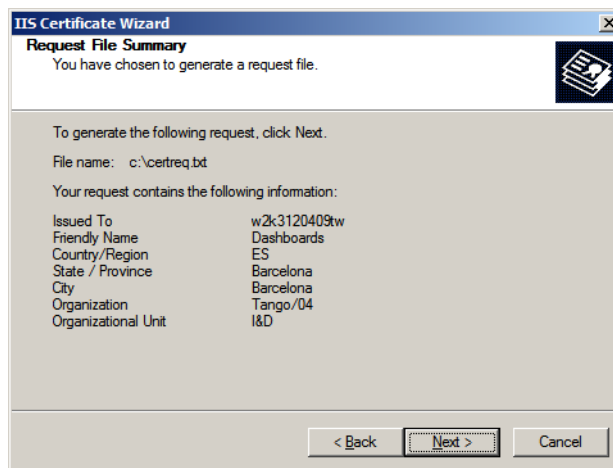 IIS Certificate Wizard
Request File Summary
You have chosen to generate a request file.
To generate the following request, click Next.
File name: c:\certreq.txt
Your request contains the following information:
Issued To w2k3120409tw
Friendly Name Dashboards
Country/Region ES
State / Province Barcelona
City Barcelona
Organization Tango/04
Organizational Unit I&D
< Back Next > Cancel